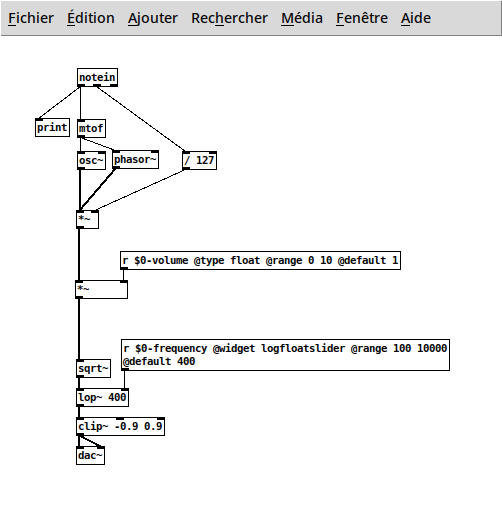 Fichier Édition Ajouter Rechercher Média Fenêtre Aide
notein
print
mtof
osc~
phasor~
/ 127
*~
r $0-volume @type float @range 0 10 @default 1
*~
r $0-frequency @widget logfloatslider @range 100 10000
@default 400
sqrt~
lop~ 400
clip~ -0.9 0.9
dac~